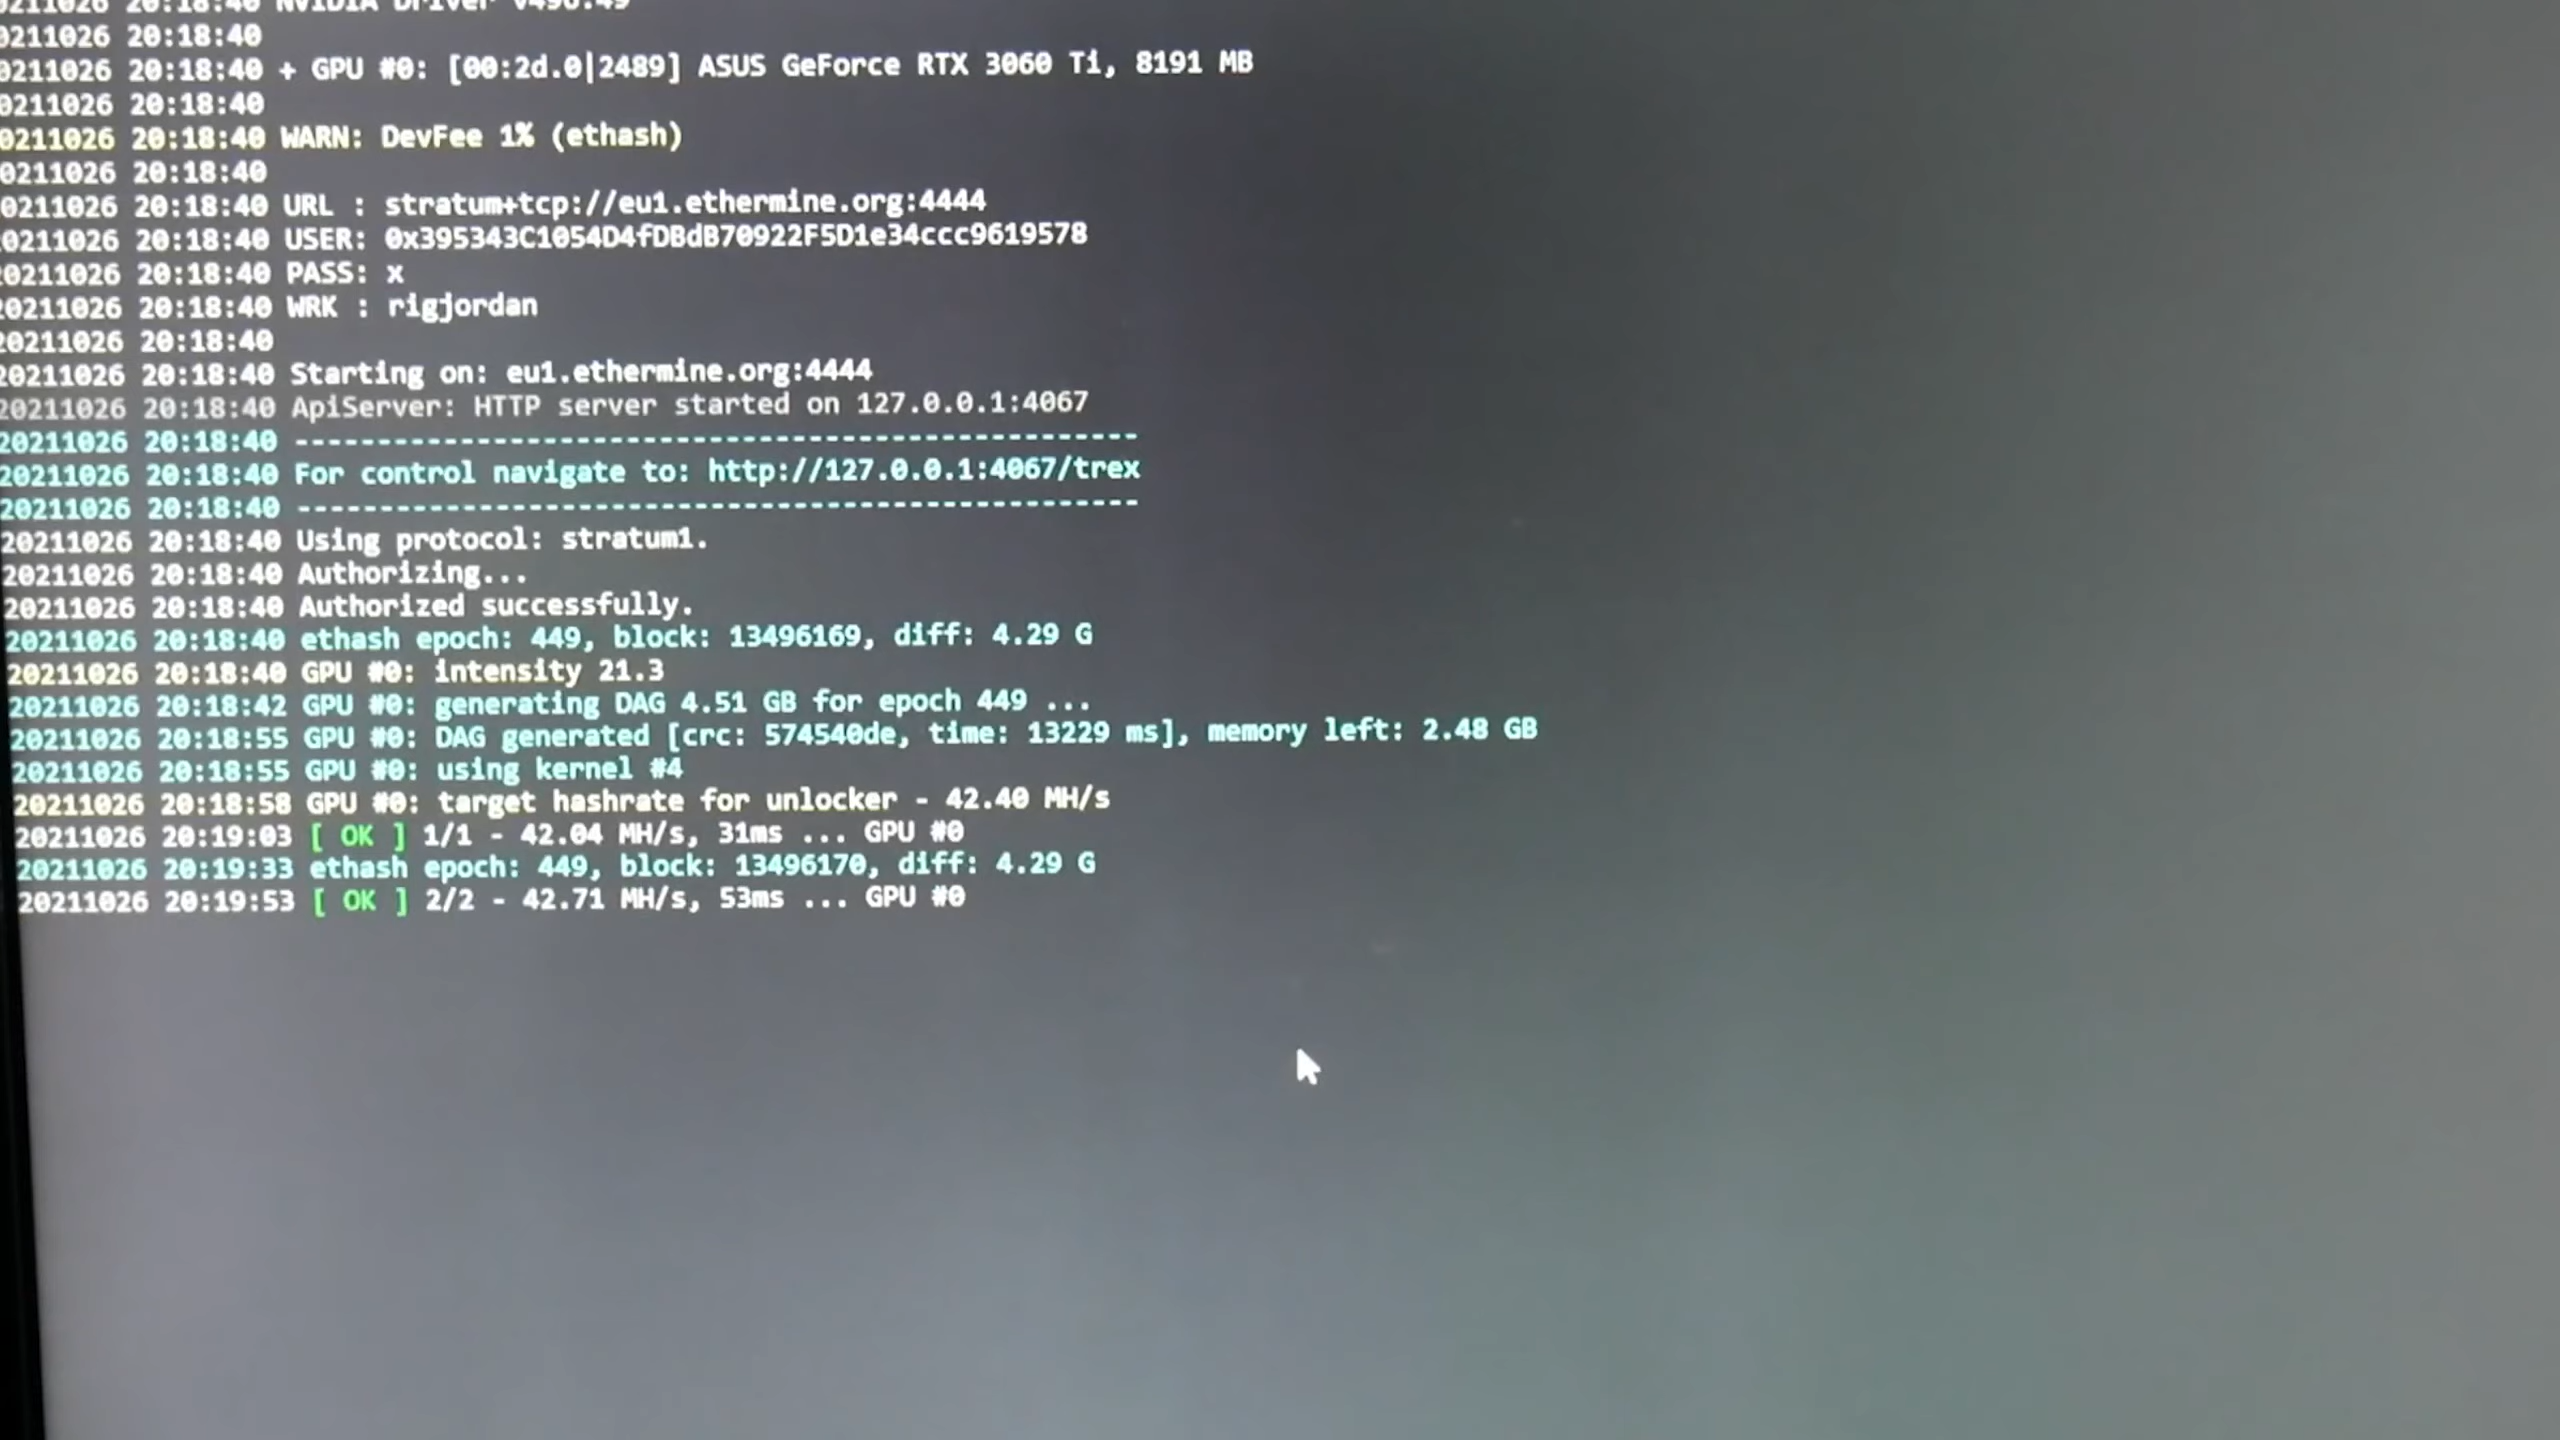 20211026 20:18:40 NVIDIA Driver v496.49
0211026 20:18:40
0211026 20:18:40 + GPU #0: [00:2d.0|2489] ASUS GeForce RTX 3060 Ti, 8191 MB
0211026 20:18:40
0211026 20:18:40 WARN: DevFee 1% (ethash)
0211026 20:18:40
0211026 20:18:40 URL : stratum+tcp://eu1.ethermine.org:4444
0211026 20:18:40 USER: 0x395343C1054D4fDBdB70922F5D1e34ccc9619578
20211026 20:18:40 PASS: x
20211026 20:18:40 WRK : rigjordan
20211026 20:18:40
20211026 20:18:40 Starting on: eu1.ethermine.org:4444
20211026 20:18:40 ApiServer: HTTP server started on 127.0.0.1:4067
20211026 20:18:40 ---------------------------------------------------
20211026 20:18:40 For control navigate to: http://127.0.0.1:4067/trex
20211026 20:18:40 ---------------------------------------------------
20211026 20:18:40 Using protocol: stratum1.
20211026 20:18:40 Authorizing...
20211026 20:18:40 Authorized successfully.
20211026 20:18:40 ethash epoch: 449, block: 13496169, diff: 4.29 G
20211026 20:18:40 GPU #0: intensity 21.3
20211026 20:18:42 GPU #0: generating DAG 4.51 GB for epoch 449 ...
20211026 20:18:55 GPU #0: DAG generated [crc: 574540de, time: 13229 ms], memory left: 2.48 GB
20211026 20:18:55 GPU #0: using kernel #4
20211026 20:18:58 GPU #0: target hashrate for unlocker - 42.40 MH/s
20211026 20:19:03 [ OK ] 1/1 - 42.04 MH/s, 31ms ... GPU #0
20211026 20:19:33 ethash epoch: 449, block: 13496170, diff: 4.29 G
20211026 20:19:53 [ OK ] 2/2 - 42.71 MH/s, 53ms ... GPU #0